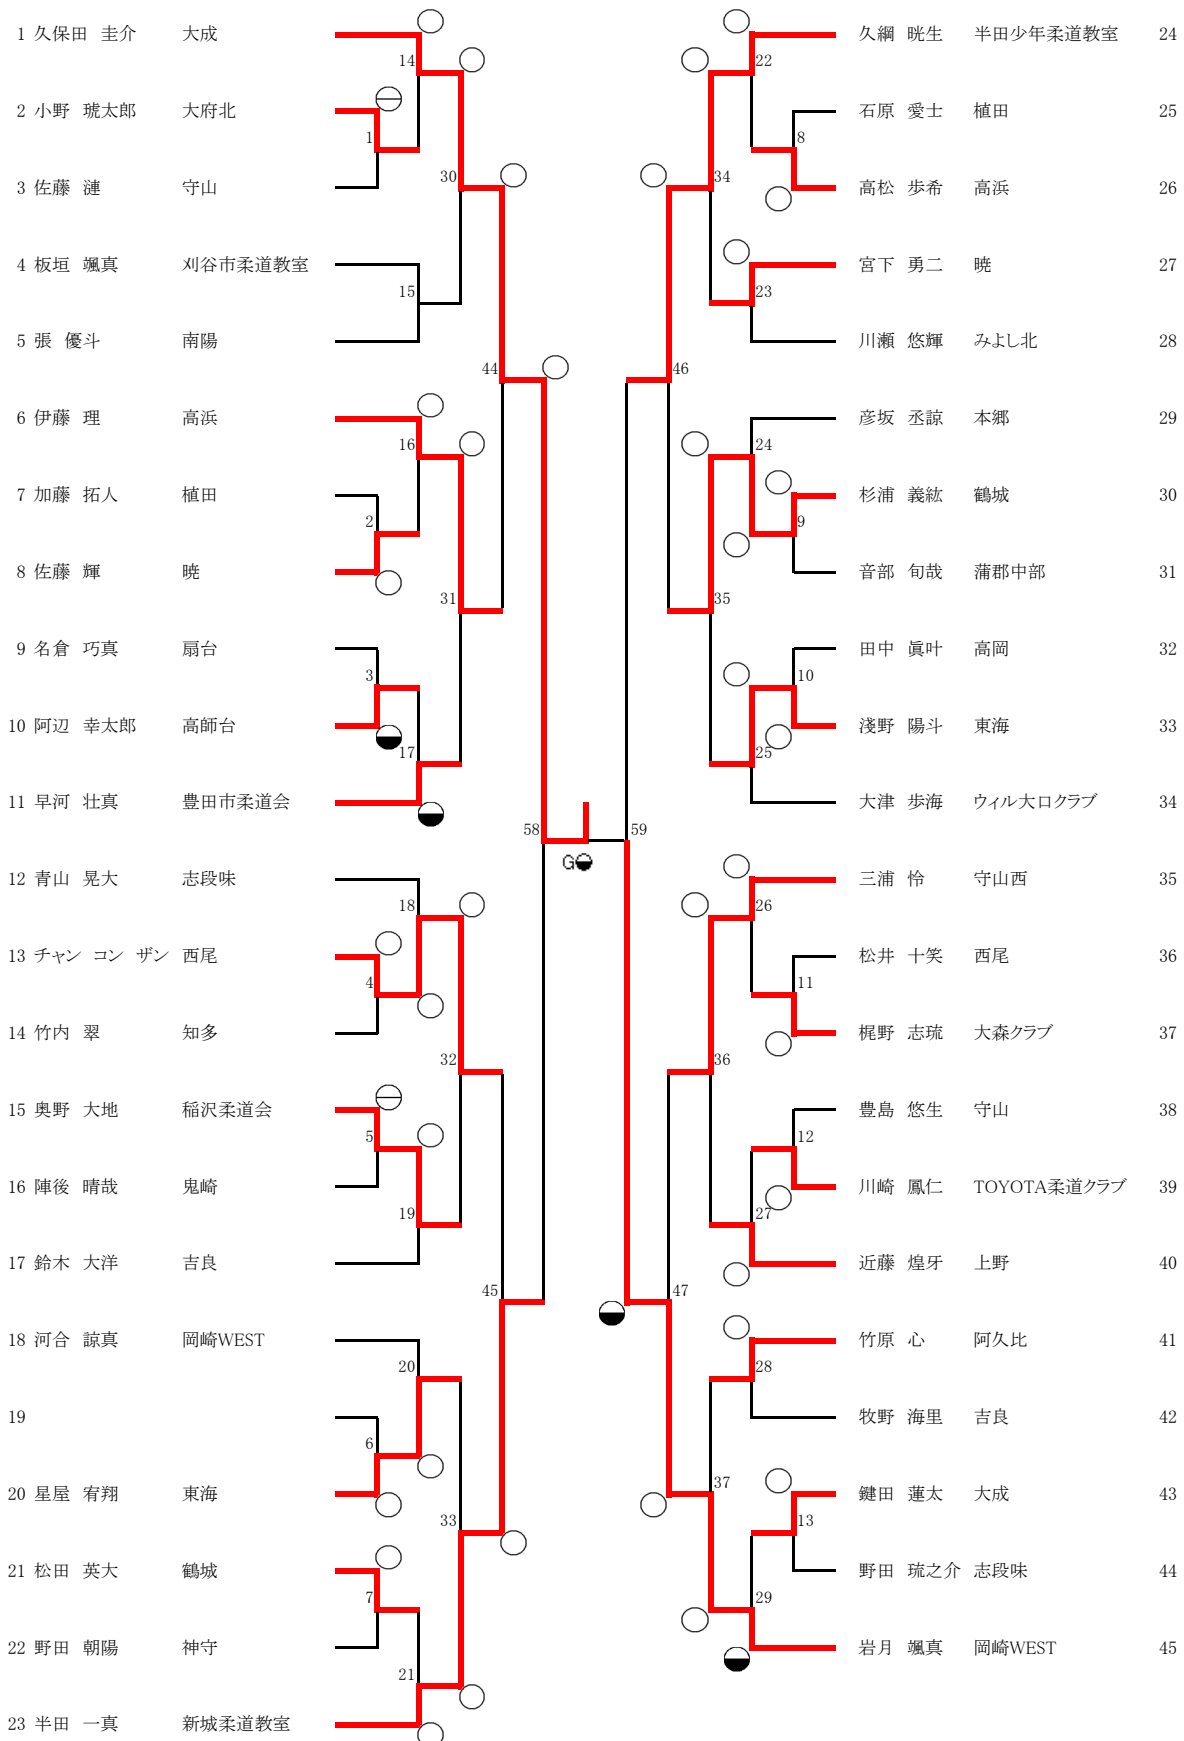 1 久保田 圭介 大成
2 小野 琥太郎 大府北
3 佐藤 漣 守山
4 板垣 颯真 刈谷市柔道教室
5 張 優斗 南陽
6 伊藤 理 高浜
7 加藤 拓人 植田
8 佐藤 輝 暁
9 名倉 巧真 扇台
10 阿辺 幸太郎 高師台
11 早河 壮真 豊田市柔道会
12 青山 晃大 志段味
13 チャン コン ザン 西尾
14 竹内 翠 知多
15 奥野 大地 稲沢柔道会
16 陣後 晴哉 鬼崎
17 鈴木 大洋 吉良
18 河合 諒真 岡崎WEST
19
20 星屋 宥翔 東海
21 松田 英大 鶴城
22 野田 朝陽 神守
23 半田 一真 新城柔道教室
14
1
30
15
44
16
2
31
3
17
58
18
4
32
5
19
45
20
6
33
7
21
G
久綱 晄生 半田少年柔道教室 24
石原 愛士 植田 25
高松 歩希 高浜 26
宮下 勇二 暁 27
川瀬 悠輝 みよし北 28
彦坂 丞諒 本郷 29
杉浦 義紘 鶴城 30
音部 旬哉 蒲郡中部 31
田中 眞叶 高岡 32
淺野 陽斗 東海 33
大津 歩海 ウィル大口クラブ 34
三浦 怜 守山西 35
松井 十笑 西尾 36
梶野 志琉 大森クラブ 37
豊島 悠生 守山 38
川崎 鳳仁 TOYOTA柔道クラブ 39
近藤 煌牙 上野 40
竹原 心 阿久比 41
牧野 海里 吉良 42
鍵田 蓮太 大成 43
野田 琉之介 志段味 44
岩月 颯真 岡崎WEST 45
22
8
34
23
46
24
9
35
10
25
59
26
11
36
12
27
47
28
37
13
29